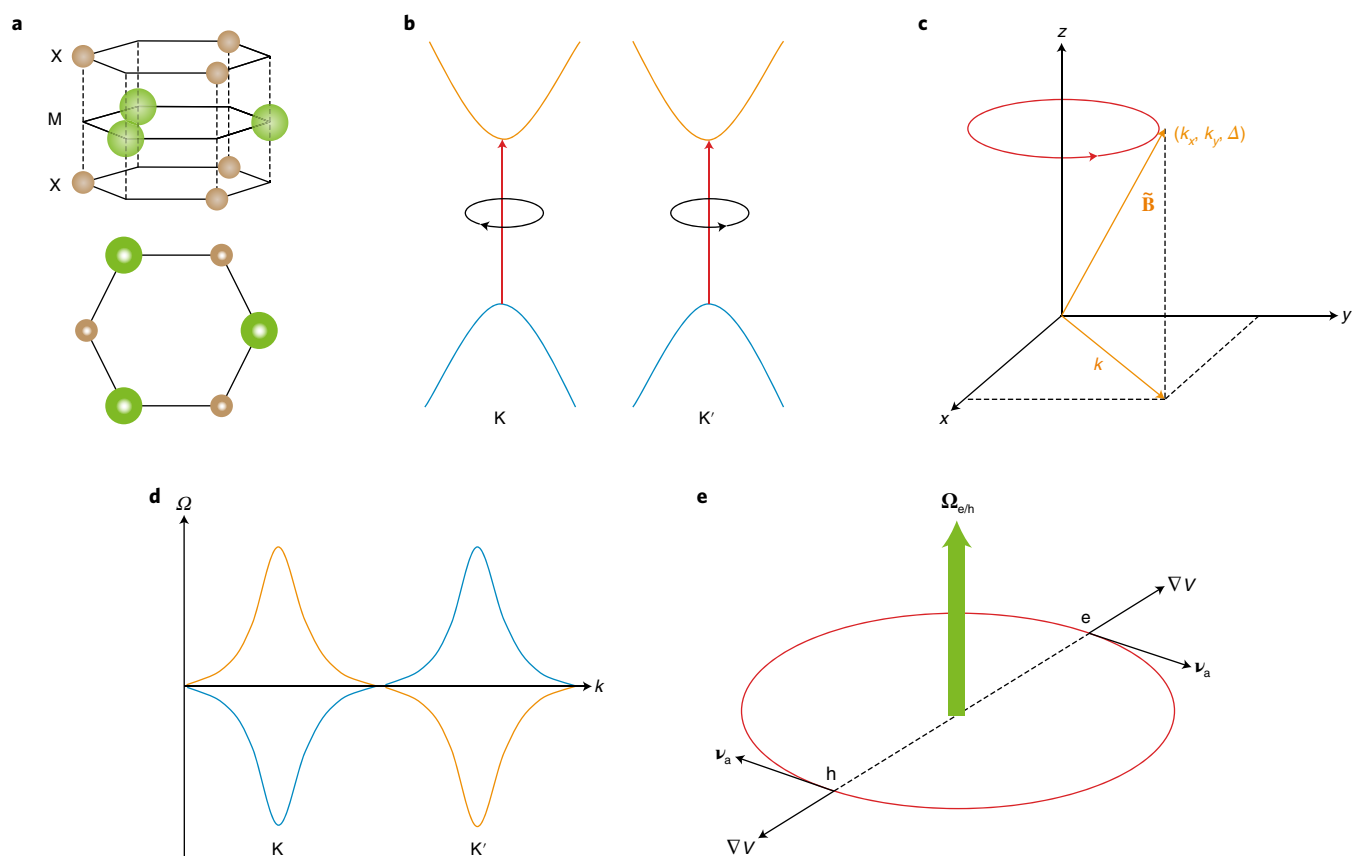 a
X
M
X
b
K
K′
c
z
(kx, ky, Δ)
B̃
k
y
x
d
Ω
k
K
K′
e
Ωe/h
∇V
e
νa
νa
h
∇V